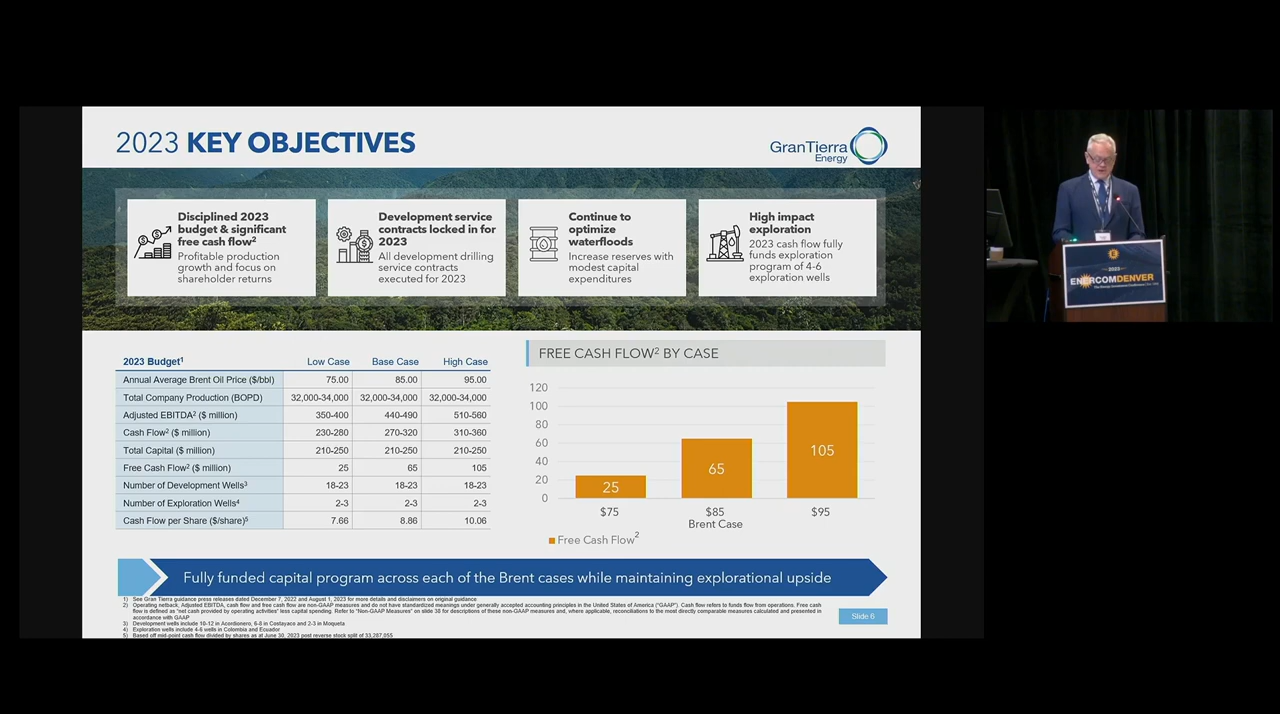 2023 KEY OBJECTIVES
GranTierra
Energy
Disciplined 2023
budget & significant
free cash flow2
Profitable production
growth and focus on
shareholder returns
Development service
contracts locked in for
2023
All development drilling
service contracts
executed for 2023
Continue to
optimize
waterfloods
Increase reserves with
modest capital
expenditures
High impact
exploration
2023 cash flow fully
funds exploration
program of 4-6
exploration wells
2023 Budget1 Low Case Base Case High Case
Annual Average Brent Oil Price ($/bbl) 75.00 85.00 95.00
Total Company Production (BOPD) 32,000-34,000 32,000-34,000 32,000-34,000
Adjusted EBITDA2 ($ million) 350-400 440-490 510-560
Cash Flow2 ($ million) 230-280 270-320 310-360
Total Capital ($ million) 210-250 210-250 210-250
Free Cash Flow2 ($ million) 25 65 105
Number of Development Wells3 18-23 18-23 18-23
Number of Exploration Wells4 2-3 2-3 2-3
Cash Flow per Share ($/share)5 7.66 8.86 10.06
FREE CASH FLOW2 BY CASE
120
100
80
60
40
20
0
25
65
105
$75 $85 $95
Brent Case
Free Cash Flow2
Fully funded capital program across each of the Brent cases while maintaining explorational upside
1) See Gran Tierra guidance press releases dated December 7, 2022 and August 1, 2023 for more details and disclaimers on original guidance
2) Operating netback, Adjusted EBITDA, cash flow and free cash flow are non-GAAP measures and do not have standardized meanings under generally accepted accounting principles in the United States of America ("GAAP"). Cash flow refers to funds flow from operations. Free cash
flow is defined as "net cash provided by operating activities" less capital spending. Refer to "Non-GAAP Measures" on slide 38 for descriptions of these non-GAAP measures and, where applicable, reconciliations to the most directly comparable measures calculated and presented in
accordance with GAAP
3) Development wells include 10-12 in Acordionero, 6-8 in Costayaco and 2-3 in Moqueta
4) Exploration wells include 4-6 wells in Colombia and Ecuador
5) Based off mid-point cash flow divided by shares as at June 30, 2023 post reverse stock split of 33,287,055
Slide 6
2023
ENERCOMDENVER